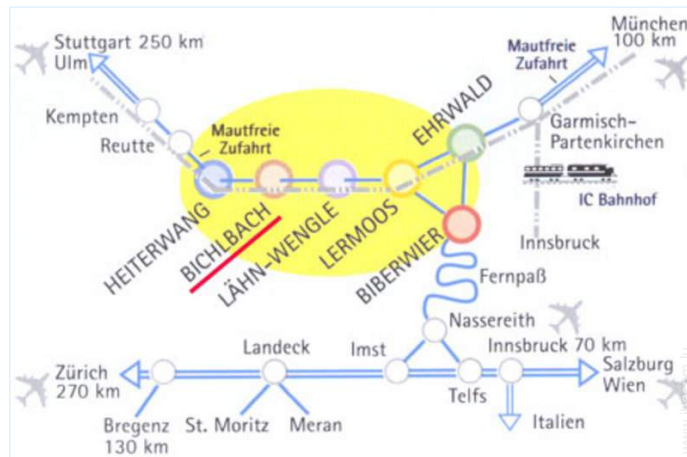 Stuttgart 250 km
Ulm
München
100 km
Mautfreie
Zufahrt
Kempten
Reutte
Mautfreie
Zufahrt
EHRWALD
Garmisch-
Partenkirchen
IC Bahnhof
Innsbruck
HEITERWANG
BICHLBACH
LÄHN-WENGLE
LERMOOS
BIBERWIER
Fernpaß
Nassereith
Zürich
270 km
Landeck
Imst
Innsbruck 70 km
Salzburg
Wien
Telfs
Bregenz
130 km
St. Moritz
Meran
Italien